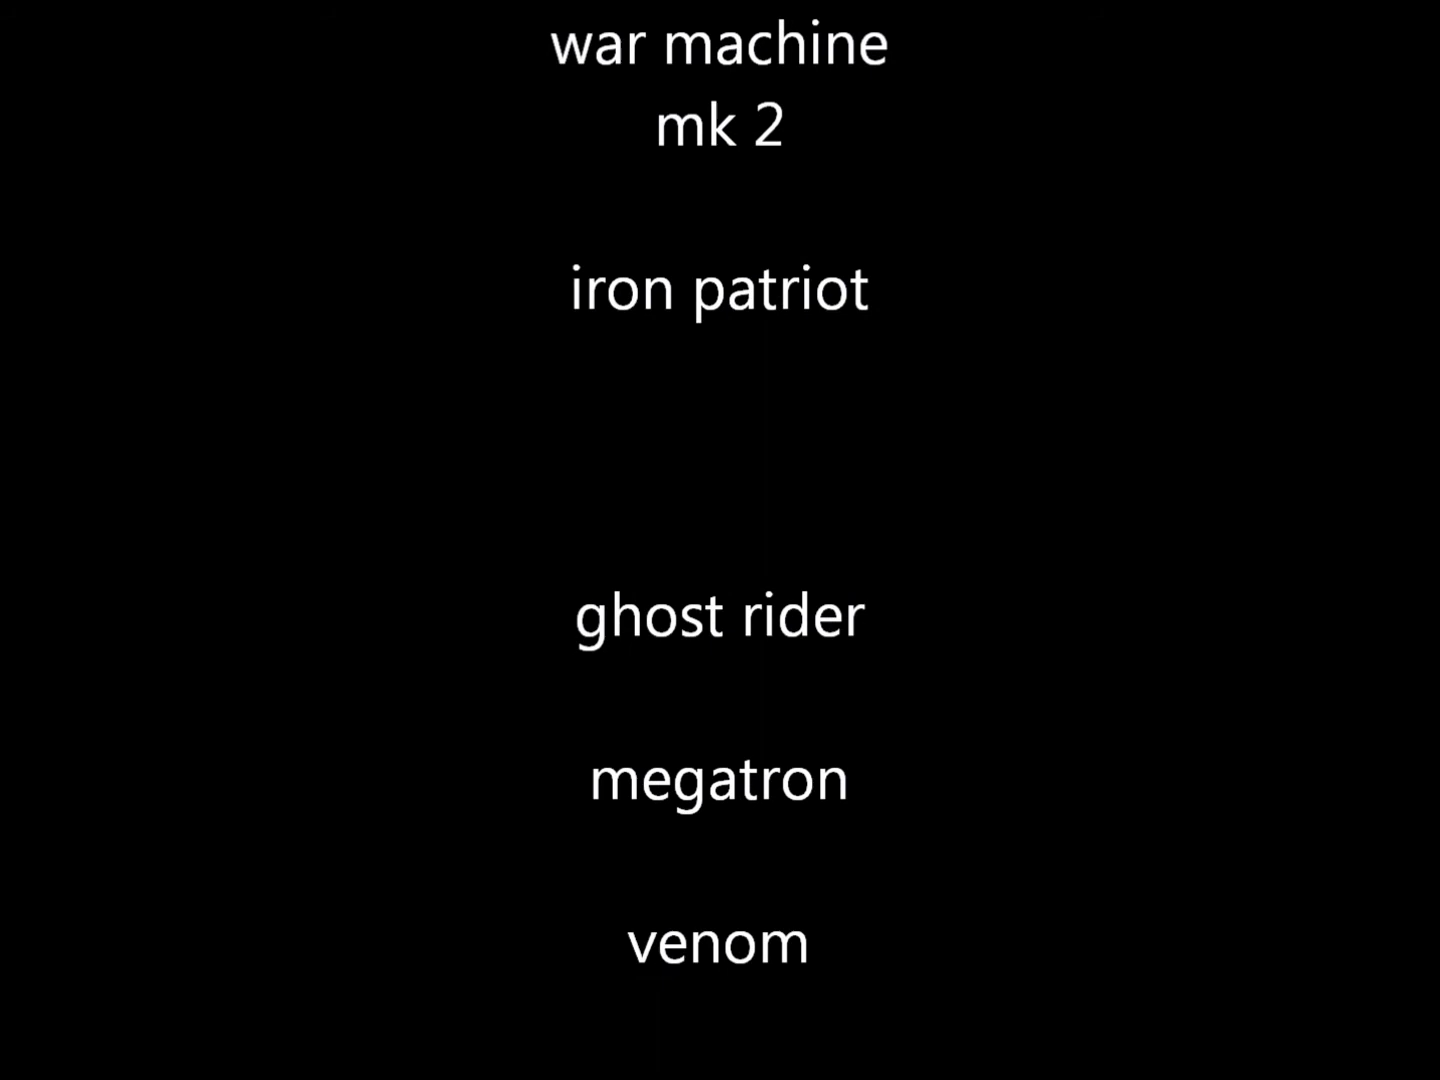 war machine
mk 2
iron patriot
ghost rider
megatron
venom